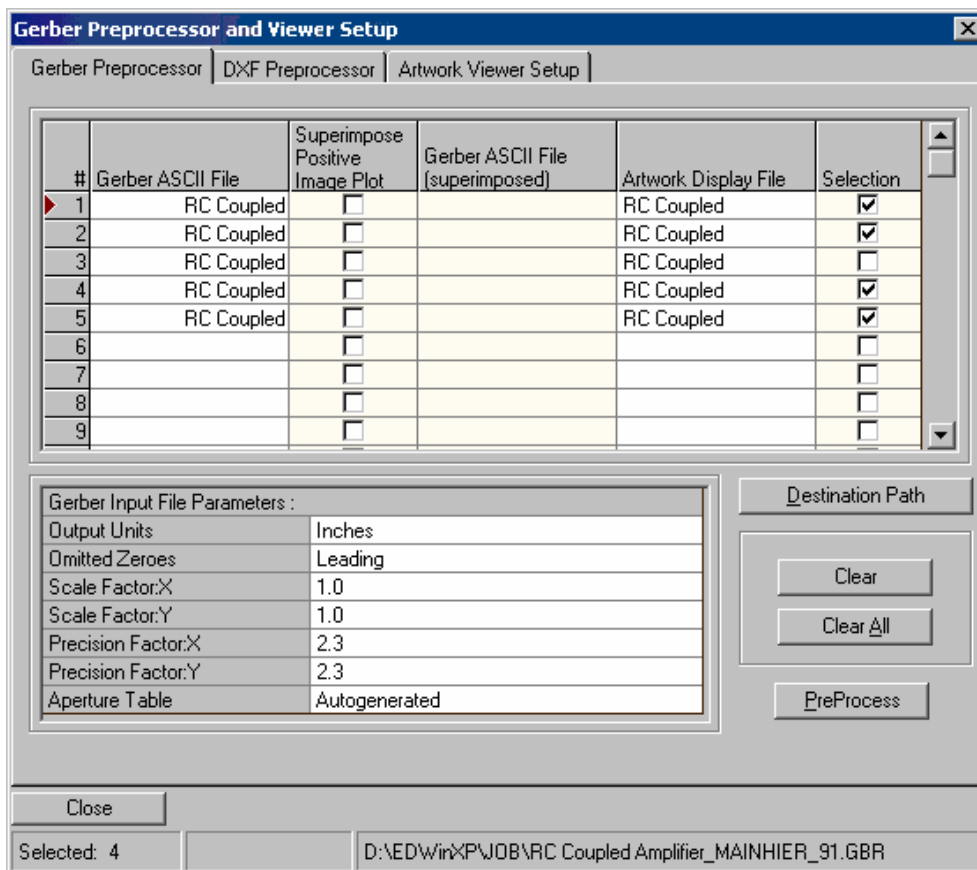 Gerber Preprocessor and Viewer Setup
Gerber Preprocessor DXF Preprocessor Artwork Viewer Setup
# Gerber ASCII File Superimpose Positive Image Plot Gerber ASCII File (superimposed) Artwork Display File Selection
1 RC Coupled RC Coupled
2 RC Coupled RC Coupled
3 RC Coupled RC Coupled
4 RC Coupled RC Coupled
5 RC Coupled RC Coupled
6
7
8
9
Gerber Input File Parameters :
Output Units Inches
Omitted Zeroes Leading
Scale Factor:X 1.0
Scale Factor:Y 1.0
Precision Factor:X 2.3
Precision Factor:Y 2.3
Aperture Table Autogenerated
Destination Path
Clear
Clear All
PreProcess
Close
Selected: 4 D:\EDWinXP\JOB\RC Coupled Amplifier_MAINHIER_91.GBR